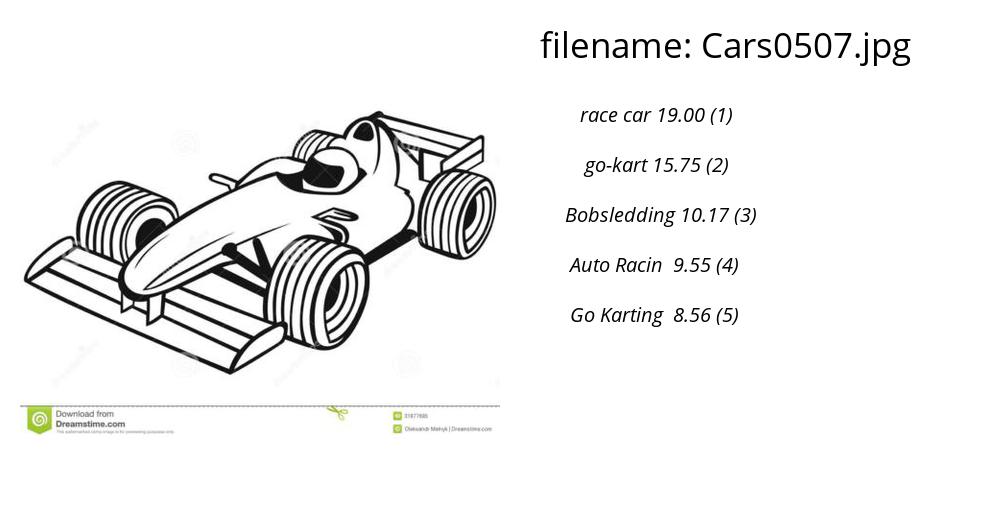 filename: Cars0507.jpg
race car 19.00 (1)
go-kart 15.75 (2)
Bobsledding 10.17 (3)
Auto Racin  9.55 (4)
Go Karting  8.56 (5)
Download from
Dreamstime.com
This watermarked comp image is for previewing purposes only.
31877685
Oleksandr Melnyk | Dreamstime.com